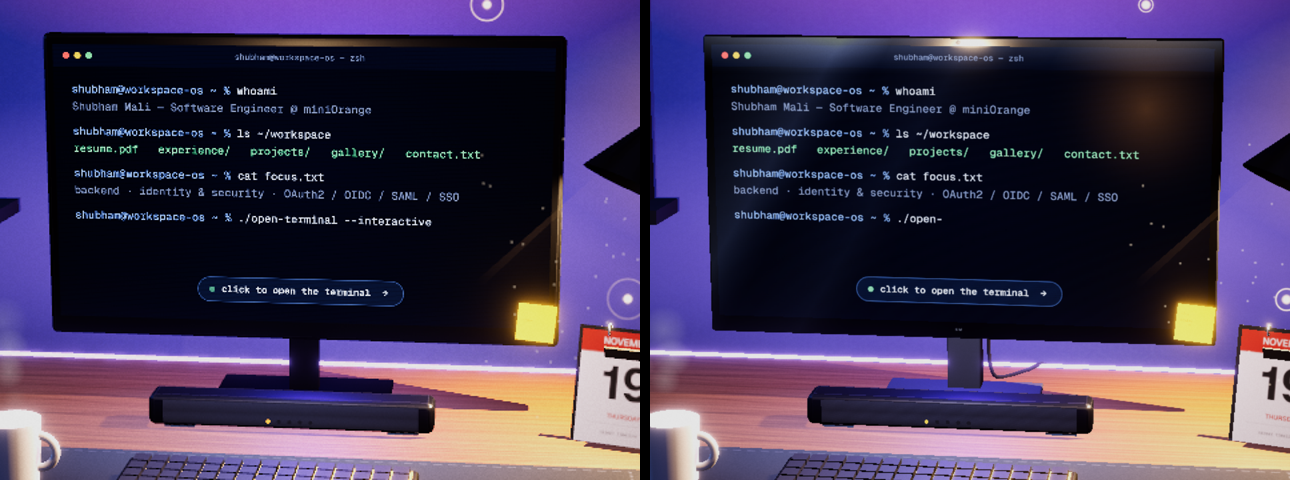 shubham@workspace-os — zsh
shubham@workspace-os ~ % whoami
Shubham Mali — Software Engineer @ miniOrange
shubham@workspace-os ~ % ls ~/workspace
resume.pdf experience/ projects/ gallery/ contact.txt
shubham@workspace-os ~ % cat focus.txt
backend · identity & security · OAuth2 / OIDC / SAML / SSO
shubham@workspace-os ~ % ./open-terminal --interactive
click to open the terminal →
NOVEM
19
THURSDA
shubham@workspace-os — zsh
shubham@workspace-os ~ % whoami
Shubham Mali — Software Engineer @ miniOrange
shubham@workspace-os ~ % ls ~/workspace
resume.pdf experience/ projects/ gallery/ contact.txt
shubham@workspace-os ~ % cat focus.txt
backend · identity & security · OAuth2 / OIDC / SAML / SSO
shubham@workspace-os ~ % ./open-
click to open the terminal →
NOVEM
19
THURSDA